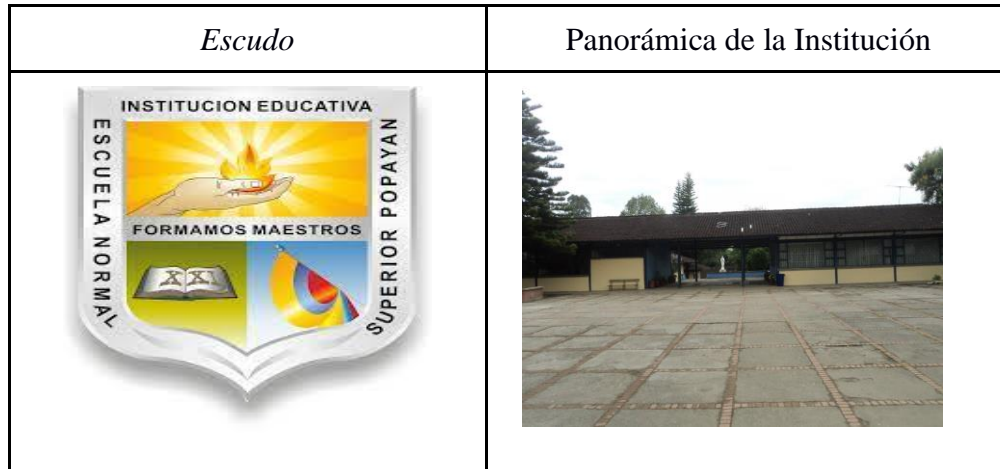 Escudo
Panorámica de la Institución
INSTITUCION EDUCATIVA
ESCUELA NORMAL
SUPERIOR POPAYAN
FORMAMOS MAESTROS
XXI